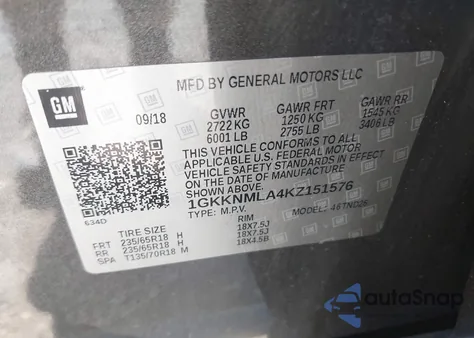 MFD BY GENERAL MOTORS LLC
GM
09/18
GVWR GAWR FRT GAWR RR
2722 KG 1250 KG 1545 KG
6001 LB 2755 LB 3406 LB
THIS VEHICLE CONFORMS TO ALL
APPLICABLE U.S. FEDERAL MOTOR
VEHICLE SAFETY STANDARDS IN EFFECT
ON THE DATE OF MANUFACTURE
SHOWN ABOVE.
1GKKNMLA4KZ151576
TYPE: M.P.V.
634D
TIRE SIZE RIM
FRT 235/65R18 H 18X7.5J
RR 235/65R18 H 18X7.5J
SPA T135/70R18 M 18X4.5B
autoSnap